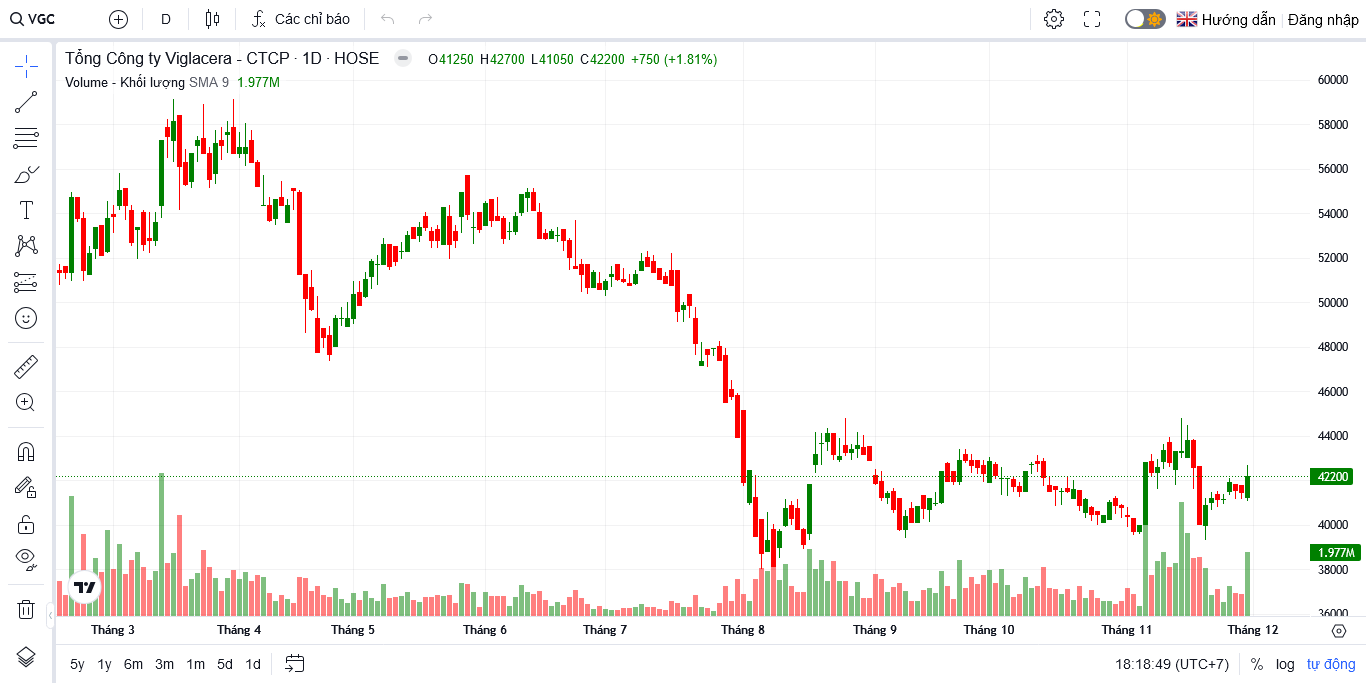 VGC
D
Các chỉ báo
Hướng dẫn
Đăng nhập
Tổng Công ty Viglacera - CTCP · 1D · HOSE O41250 H42700 L41050 C42200 +750 (+1.81%)
Volume - Khối lượng SMA 9 1.977M
60000
58000
56000
54000
52000
50000
48000
46000
44000
42200
40000
1.977M
38000
36000
Tháng 3 Tháng 4 Tháng 5 Tháng 6 Tháng 7 Tháng 8 Tháng 9 Tháng 10 Tháng 11 Tháng 12
5y 1y 6m 3m 1m 5d 1d
18:18:49 (UTC+7) % log tự động